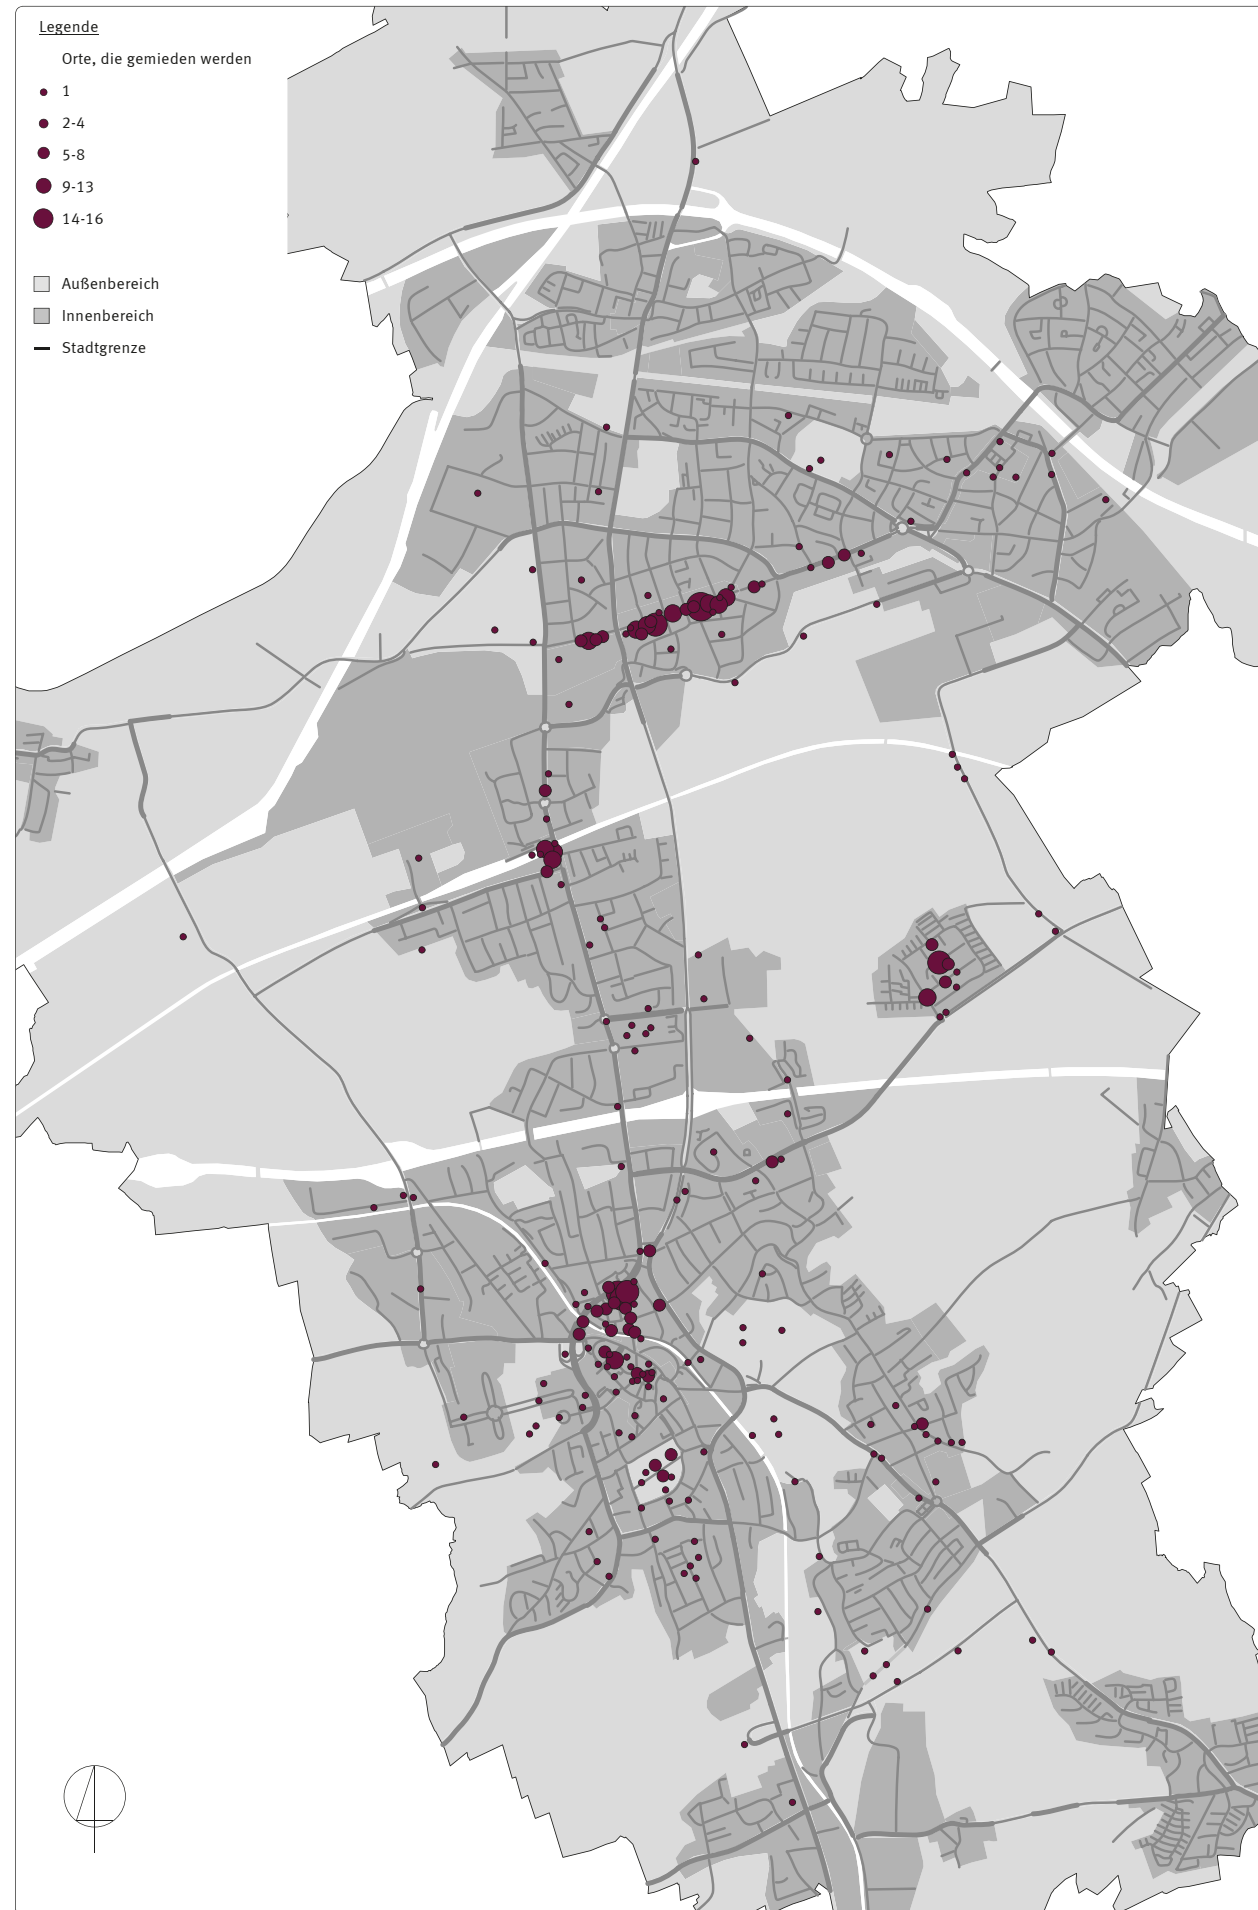 Legende
Orte, die gemieden werden
1
2-4
5-8
9-13
14-16
Außenbereich
Innenbereich
Stadtgrenze